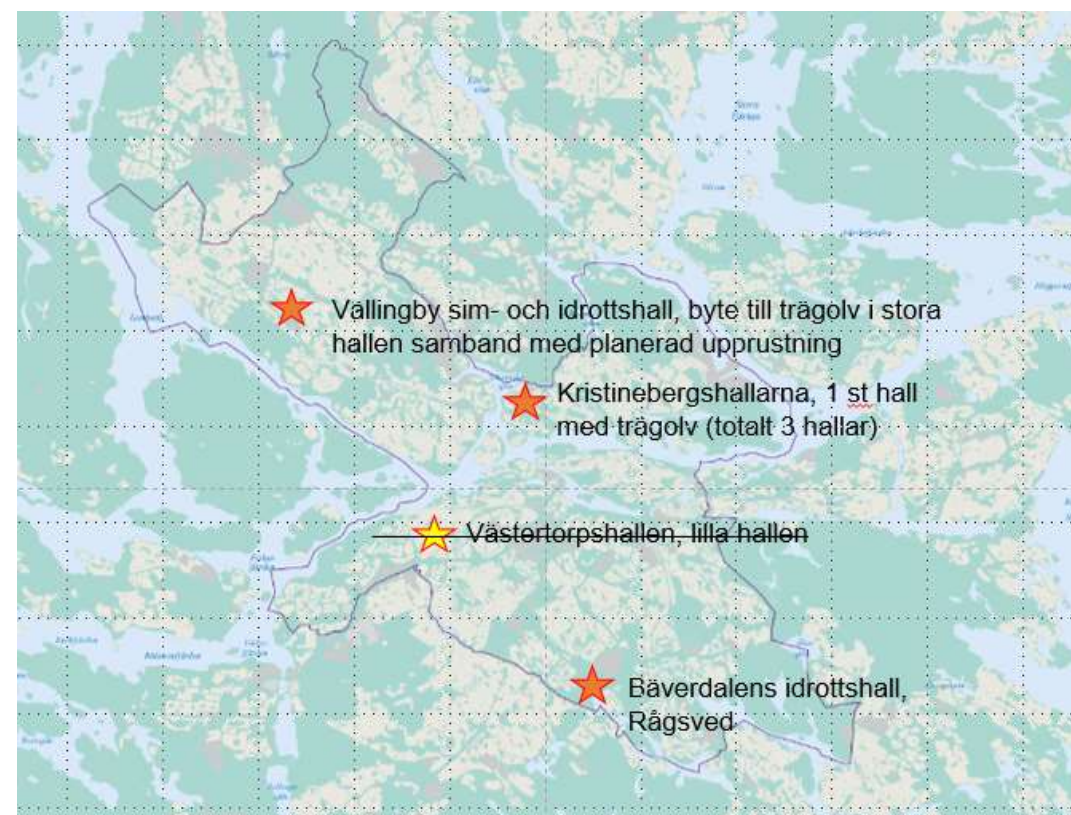 Vällingby sim- och idrottshall, byte till trägolv i stora
hallen samband med planerad upprustning
Kristinebergshallarna, 1 st hall
med trägolv (totalt 3 hallar)
Västertorpshallen, lilla hallen
Bäverdalens idrottshall,
Rågsved